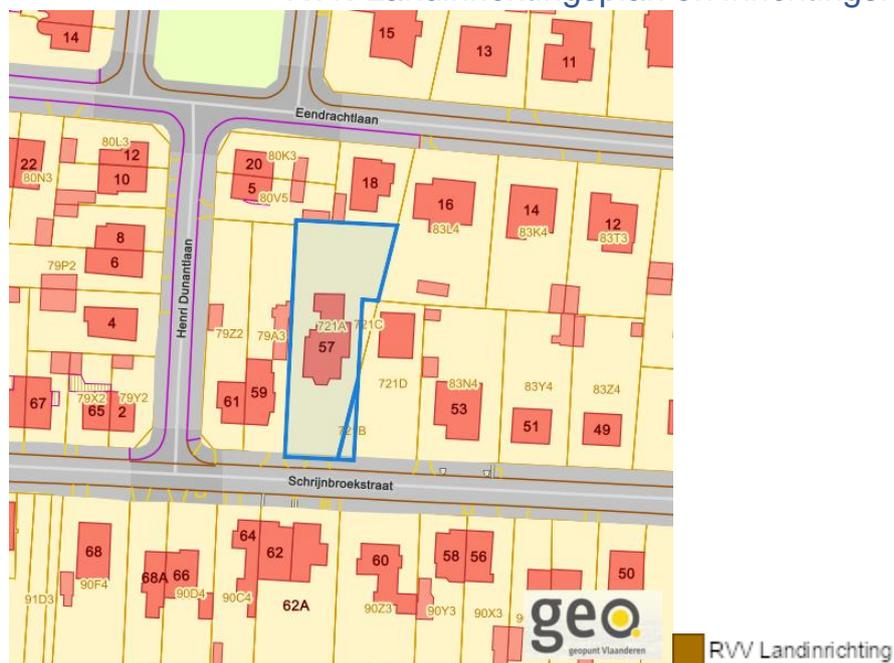 14
15
13
11
Eendrachtlaan
80L3
12
22
80N3
10
20
80K3
5
80V5
18
16
83L4
14
83K4
12
83T3
8
6
79P2
4
Henri Dunantlaan
79Z2
79A3
721A
721C
57
721D
67
79X2
65
79Y2
2
61
59
721B
83N4
53
83Y4
51
83Z4
49
Schrijnbroekstraat
68
90F4
91D3
68A
66
90D4
64
62
90C4
62A
60
90Z3
58
56
90Y3
90X3
50
geo
geopunt Vlaanderen
RVV Landinrichting